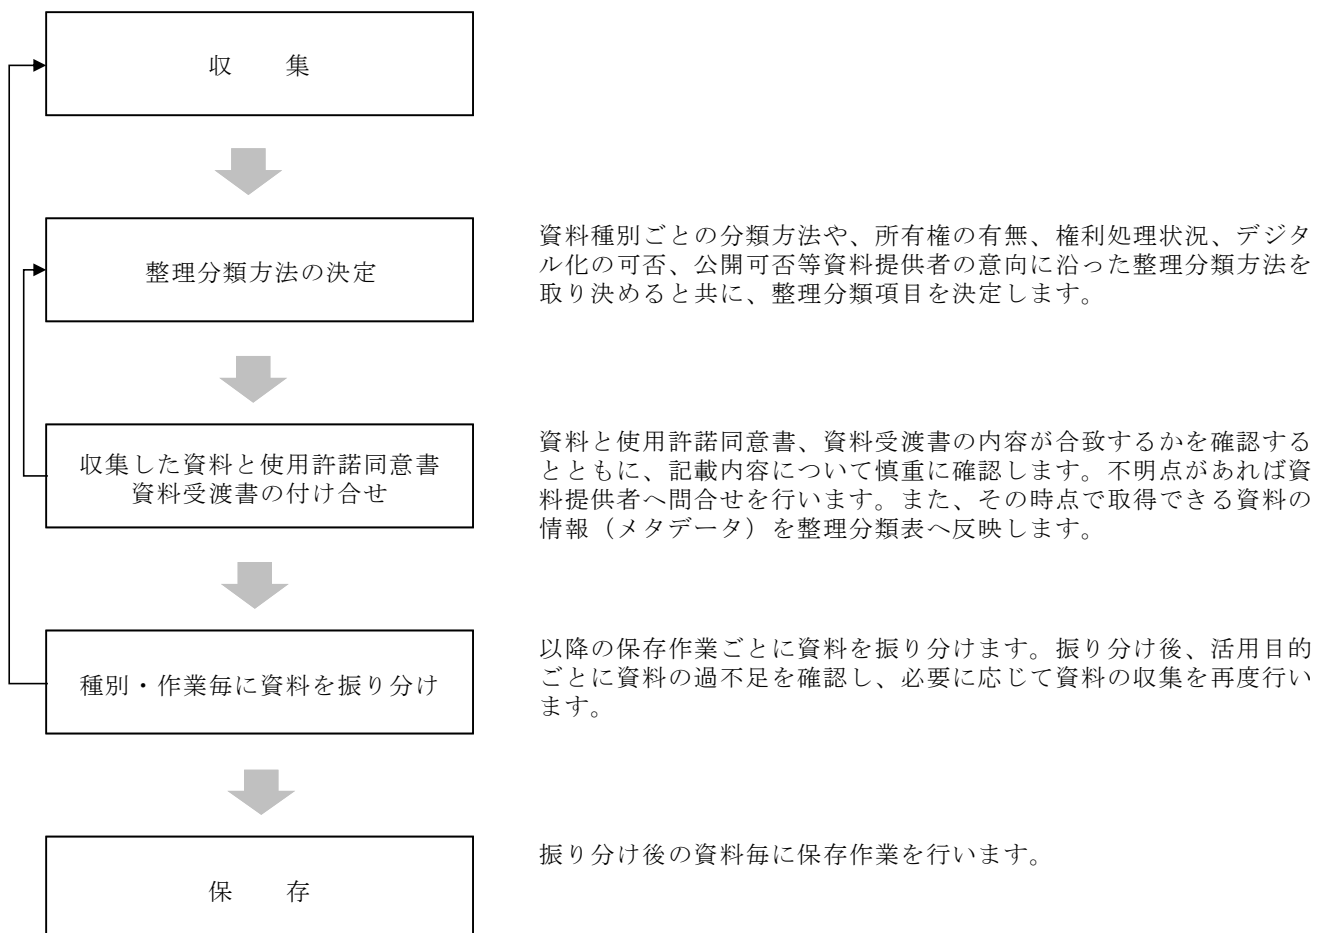 収 集
整理分類方法の決定
資料種別ごとの分類方法や、所有権の有無、権利処理状況、デジタ
ル化の可否、公開可否等資料提供者の意向に沿った整理分類方法を
取り決めると共に、整理分類項目を決定します。
収集した資料と使用許諾同意書
資料受渡書の付け合せ
資料と使用許諾同意書、資料受渡書の内容が合致するかを確認する
とともに、記載内容について慎重に確認します。不明点があれば資
料提供者へ問合せを行います。また、その時点で取得できる資料の
情報（メタデータ）を整理分類表へ反映します。
種別・作業毎に資料を振り分け
以降の保存作業ごとに資料を振り分けます。振り分け後、活用目的
ごとに資料の過不足を確認し、必要に応じて資料の収集を再度行い
ます。
保 存
振り分け後の資料毎に保存作業を行います。